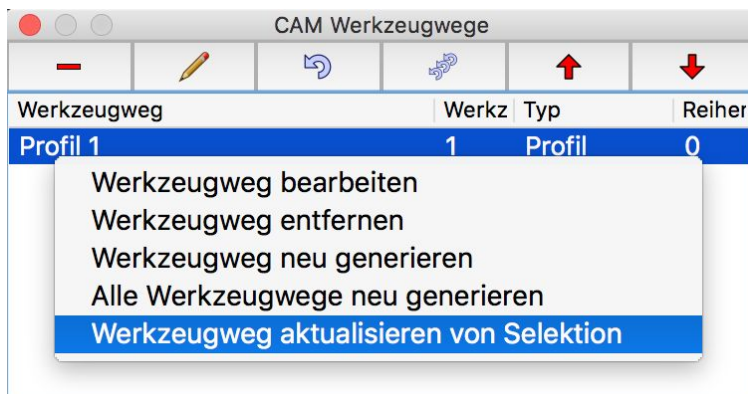 CAM Werkzeugwege
Werkzeugweg Werkz Typ Reihen
Profil 1 1 Profil 0
Werkzeugweg bearbeiten
Werkzeugweg entfernen
Werkzeugweg neu generieren
Alle Werkzeugwege neu generieren
Werkzeugweg aktualisieren von Selektion